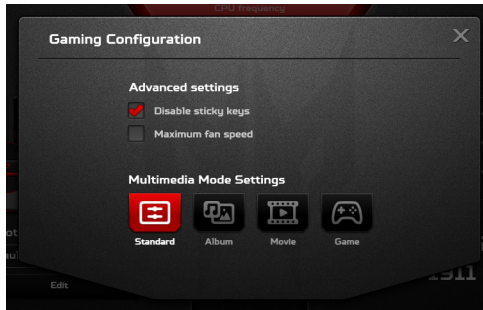 CPU frequency
Gaming Configuration
Advanced settings
Disable sticky keys
Maximum fan speed
Multimedia Mode Settings
Standard Album Movie Game
Edit